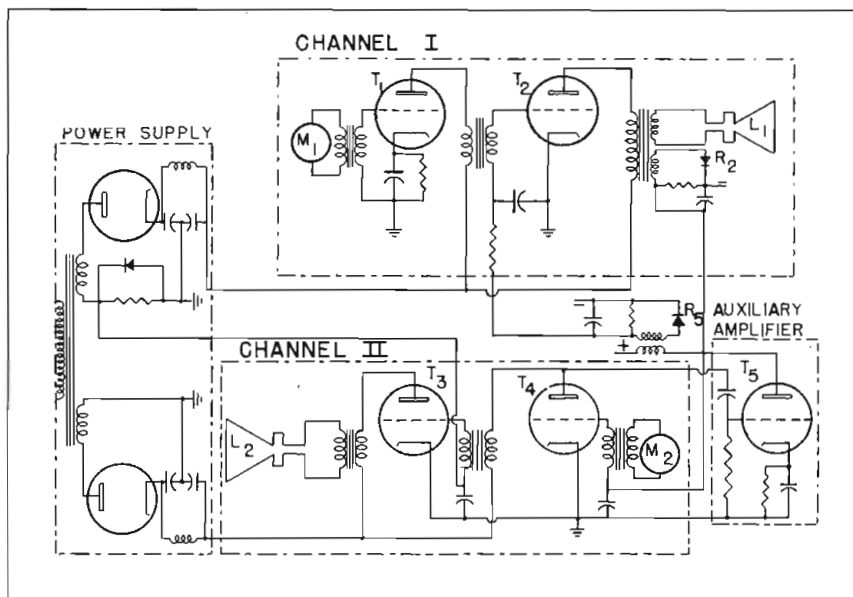 CHANNEL I
POWER SUPPLY
T1
T2
M1
L1
R2
R5
AUXILIARY
AMPLIFIER
CHANNEL II
T3
T4
T5
L2
M2
+